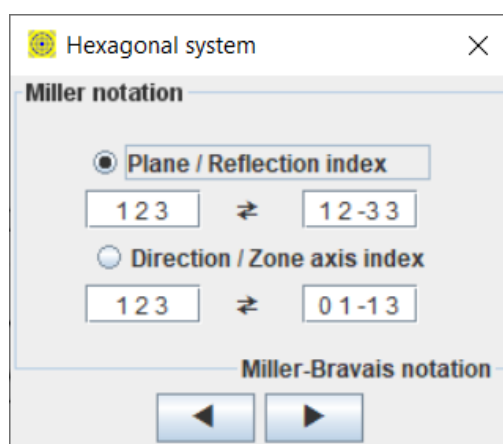 Hexagonal system
Miller notation
Plane / Reflection index
1 2 3 ⇄ 1 2 -3 3
Direction / Zone axis index
1 2 3 ⇄ 0 1 -1 3
Miller-Bravais notation